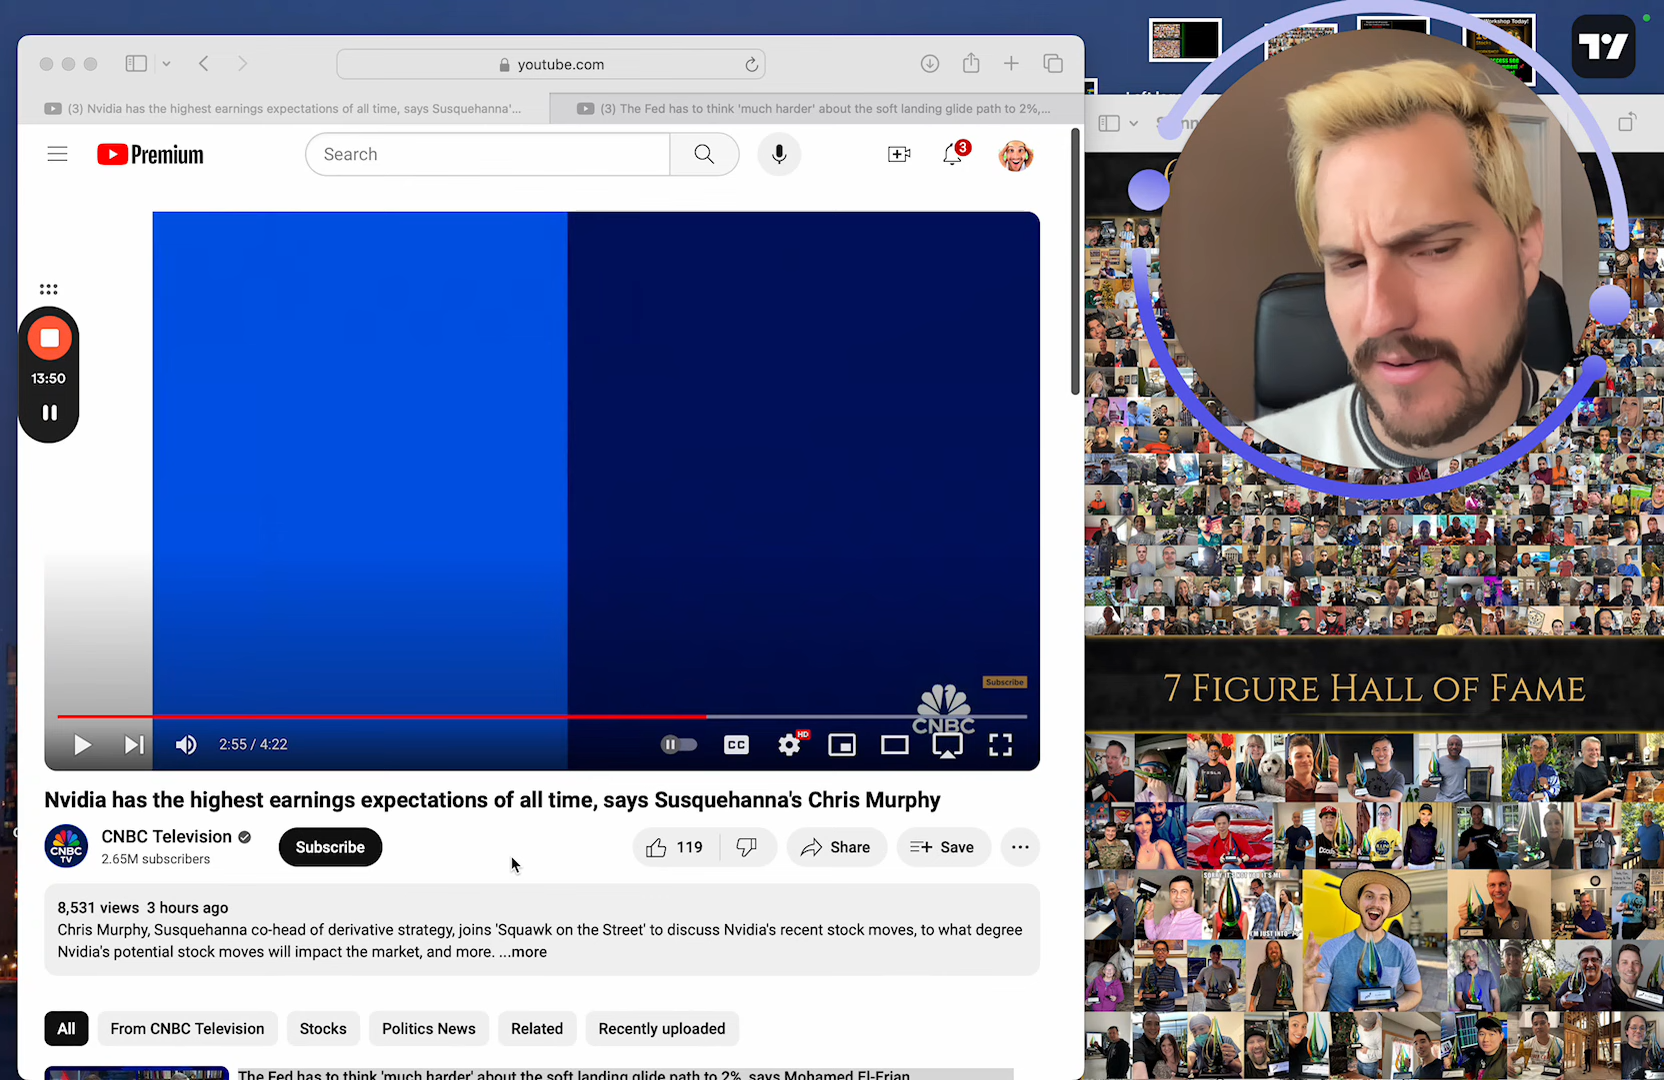 youtube.com
(3) Nvidia has the highest earnings expectations of all time, says Susquehanna'...
(3) The Fed has to think 'much harder' about the soft landing glide path to 2%,...
Premium
Search
3
13:50
Subscribe
CNBC
2:55 / 4:22
CC
HD
Nvidia has the highest earnings expectations of all time, says Susquehanna's Chris Murphy
CNBC TV
CNBC Television
2.65M subscribers
Subscribe
119
Share
Save
8,531 views 3 hours ago
Chris Murphy, Susquehanna co-head of derivative strategy, joins 'Squawk on the Street' to discuss Nvidia's recent stock moves, to what degree
Nvidia's potential stock moves will impact the market, and more. ...more
All
From CNBC Television
Stocks
Politics News
Related
Recently uploaded
The Fed has to think 'much harder' about the soft landing glide path to 2%, says Mohamed El-Erian
Workshop Today!
7 Figure Hall of Fame